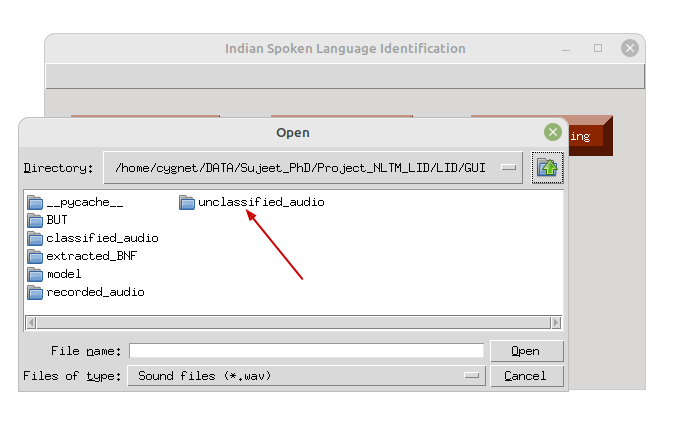 Indian Spoken Language Identification
ing
Open
Directory: /home/cygnet/DATA/Sujeet_PhD/Project_NLTM_LID/LID/GUI
__pycache__ unclassified_audio
BUT
classified_audio
extracted_BNF
model
recorded_audio
File name: Open
Files of type: Sound files (*.wav) Cancel